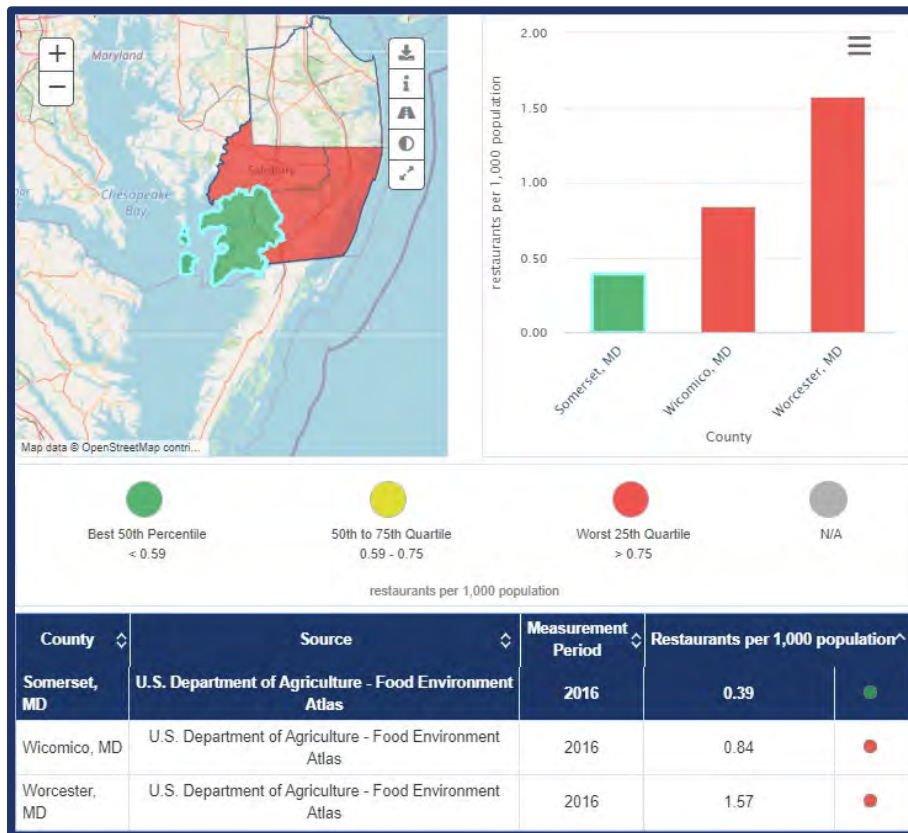 +
−
Maryland
Salisbury
Chesapeake
Bay
Map data © OpenStreetMap contri...
2.00
1.50
1.00
0.50
0.00
restaurants per 1,000 population
Somerset, MD
Wicomico, MD
Worcester, MD
County
Best 50th Percentile
< 0.59
50th to 75th Quartile
0.59 - 0.75
Worst 25th Quartile
> 0.75
N/A
restaurants per 1,000 population
County Source Measurement Period Restaurants per 1,000 population
Somerset, MD U.S. Department of Agriculture - Food Environment Atlas 2016 0.39
Wicomico, MD U.S. Department of Agriculture - Food Environment Atlas 2016 0.84
Worcester, MD U.S. Department of Agriculture - Food Environment Atlas 2016 1.57